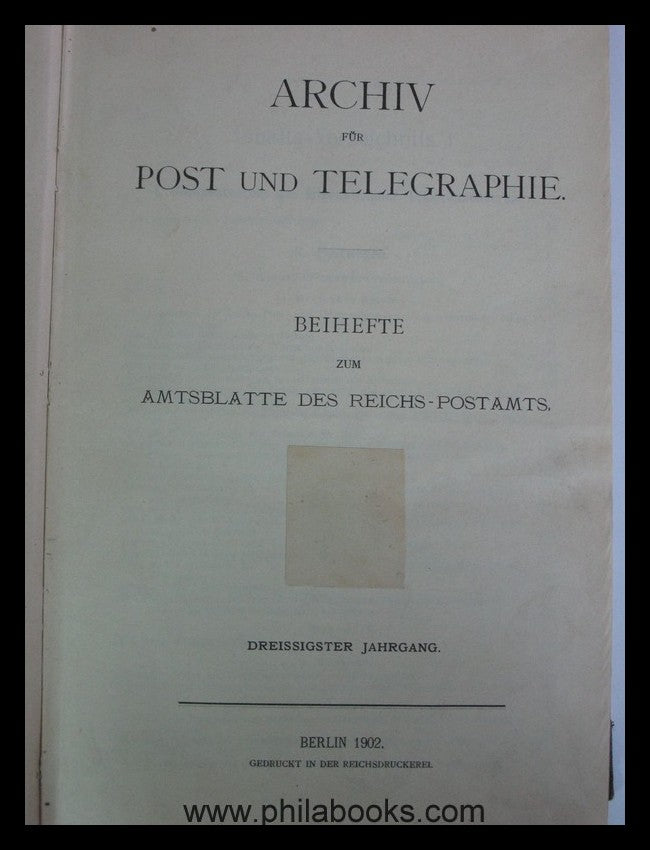 ARCHIV
FÜR
POST UND TELEGRAPHIE.
BEIHEFTE
ZUM
AMTSBLATTE DES REICHS-POSTAMTS.
DREISSIGSTER JAHRGANG.
BERLIN 1902.
GEDRUCKT IN DER REICHSDRUCKEREI.
www.philabooks.com